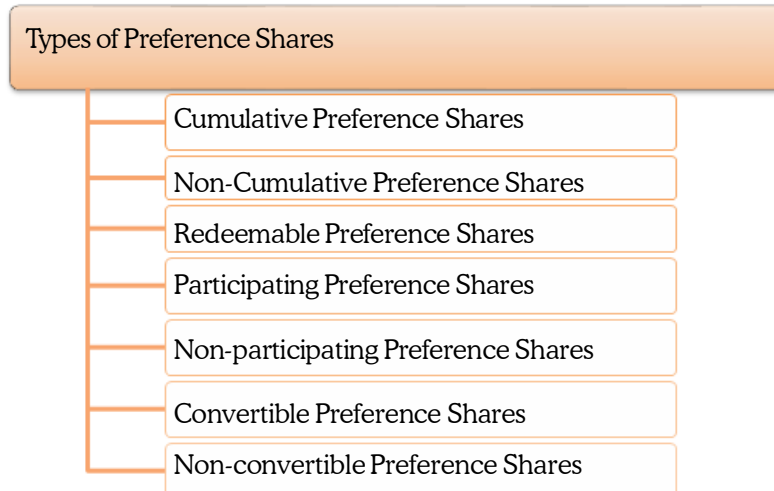 Types of Preference Shares
Cumulative Preference Shares
Non-Cumulative Preference Shares
Redeemable Preference Shares
Participating Preference Shares
Non-participating Preference Shares
Convertible Preference Shares
Non-convertible Preference Shares